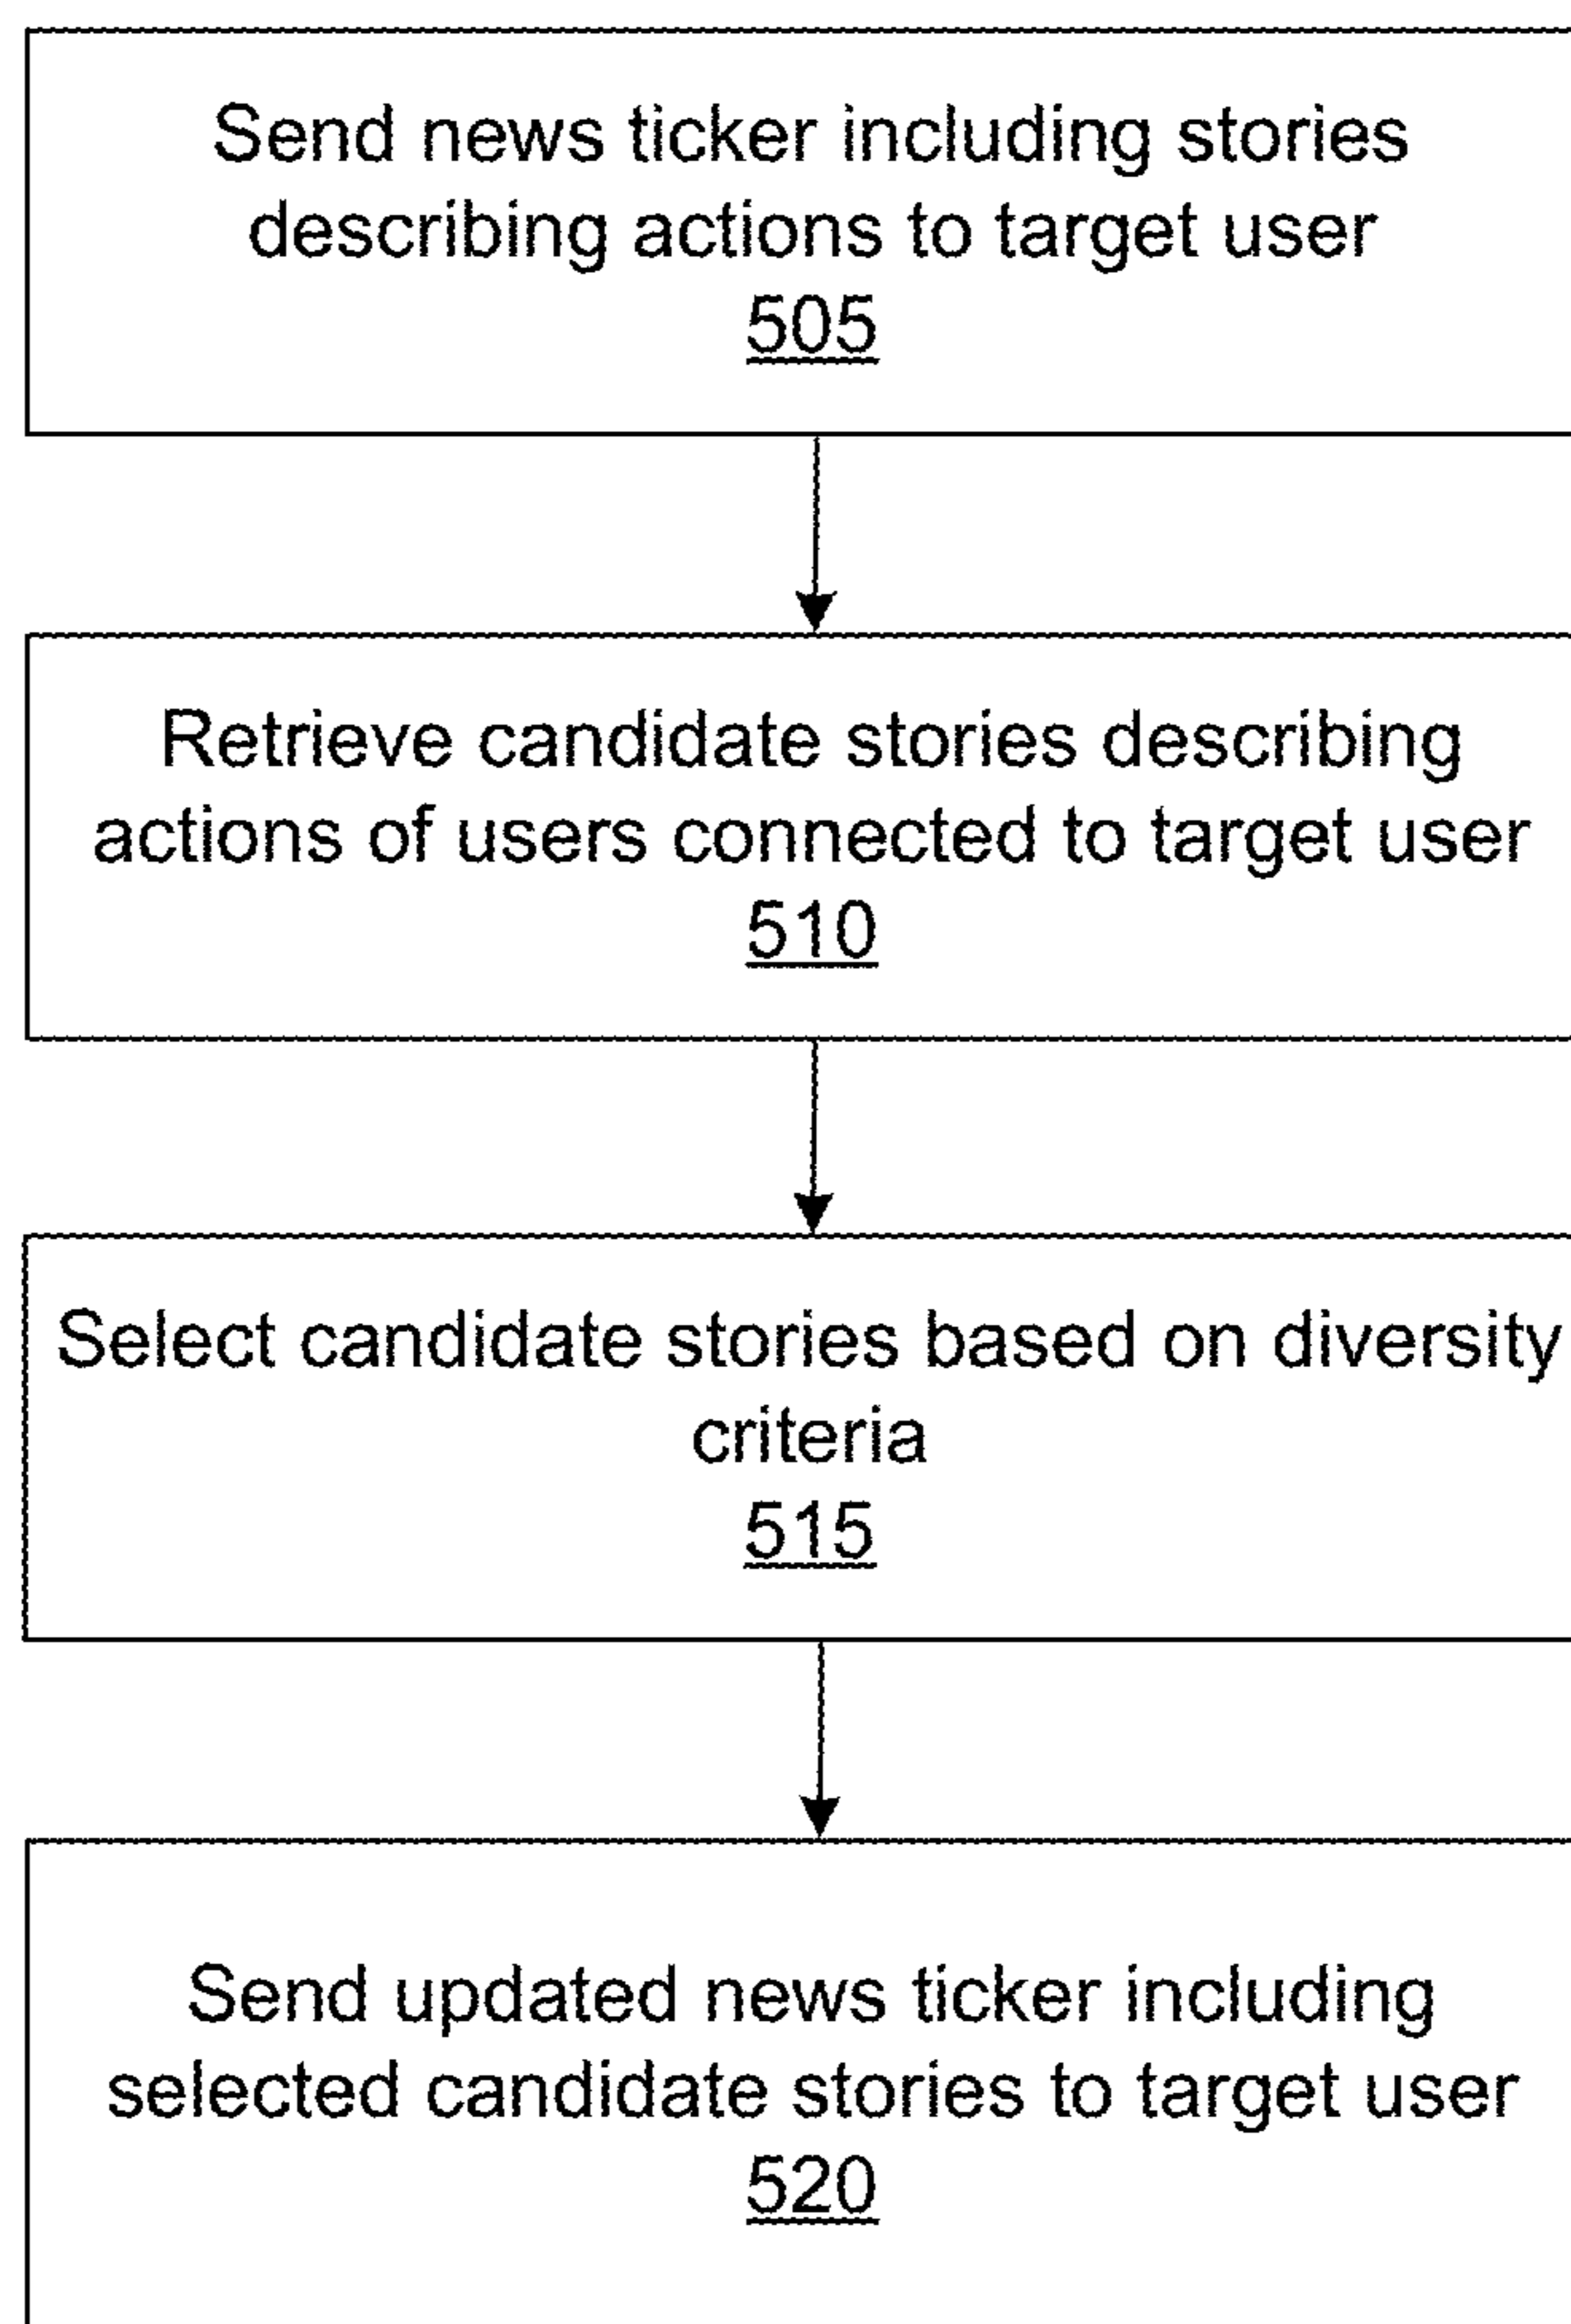 Send news ticker including stories
describing actions to target user
505
Retrieve candidate stories describing
actions of users connected to target user
510
Select candidate stories based on diversity
criteria
515
Send updated news ticker including
selected candidate stories to target user
520